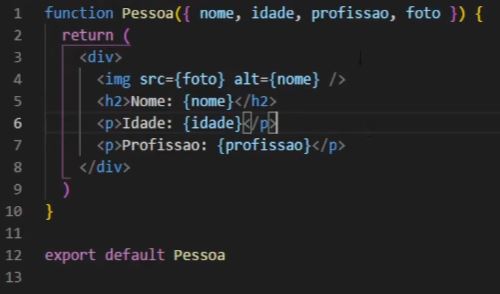 1 function Pessoa({ nome, idade, profissao, foto }) {
2 return (
3 <div>
4 <img src={foto} alt={nome} />
5 <h2>Nome: {nome}</h2>
6 <p>Idade: {idade}</p>
7 <p>Profissao: {profissao}</p>
8 </div>
9 )
10 }
11
12 export default Pessoa
13